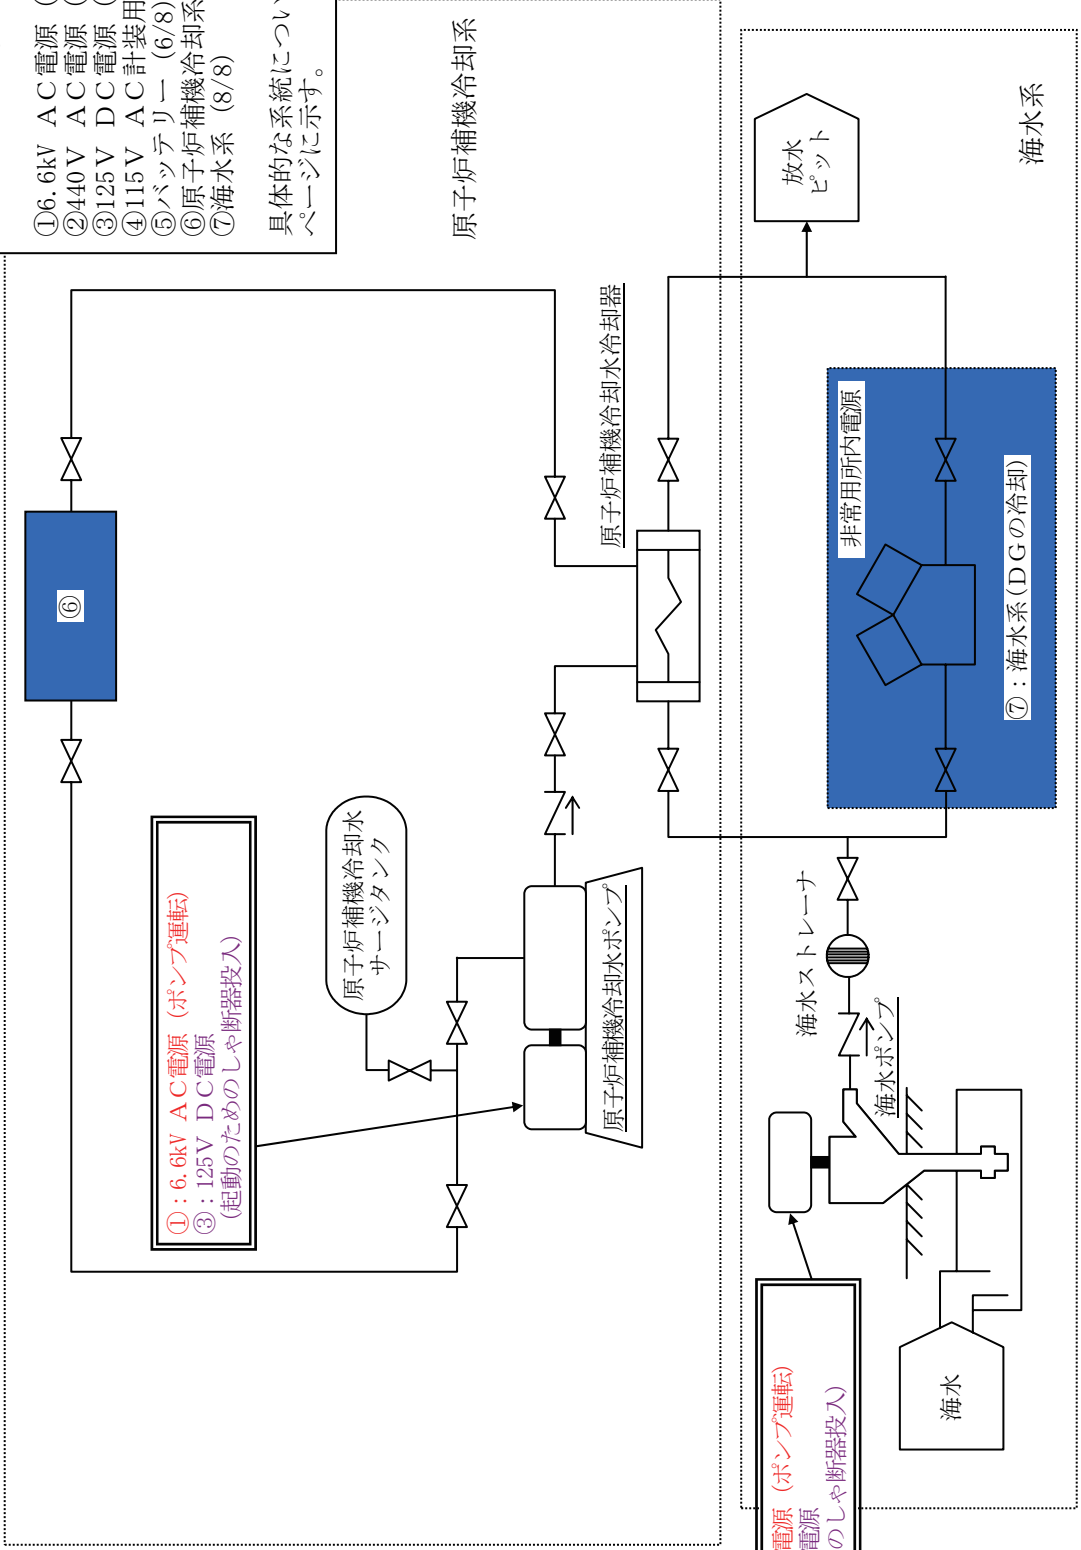 ①6.6kV AC電源（
②440V AC電源（
③125V DC電源（
④115V AC計装用
⑤バッテリー（6/8）
⑥原子炉補機冷却系
⑦海水系（8/8）
具体的な系統につい
ページに示す。
原子炉補機冷却系
⑥
①：6.6kV AC電源（ポンプ運転）
③：125V DC電源
（起動のためのしゃ断器投入）
原子炉補機冷却水
サージタンク
原子炉補機冷却水ポンプ
原子炉補機冷却水冷却器
海水系
放水
ピット
非常用所内電源
⑦：海水系（DGの冷却）
海水ストレーナ
海水ポンプ
海水
電源（ポンプ運転）
電源
のしゃ断器投入）